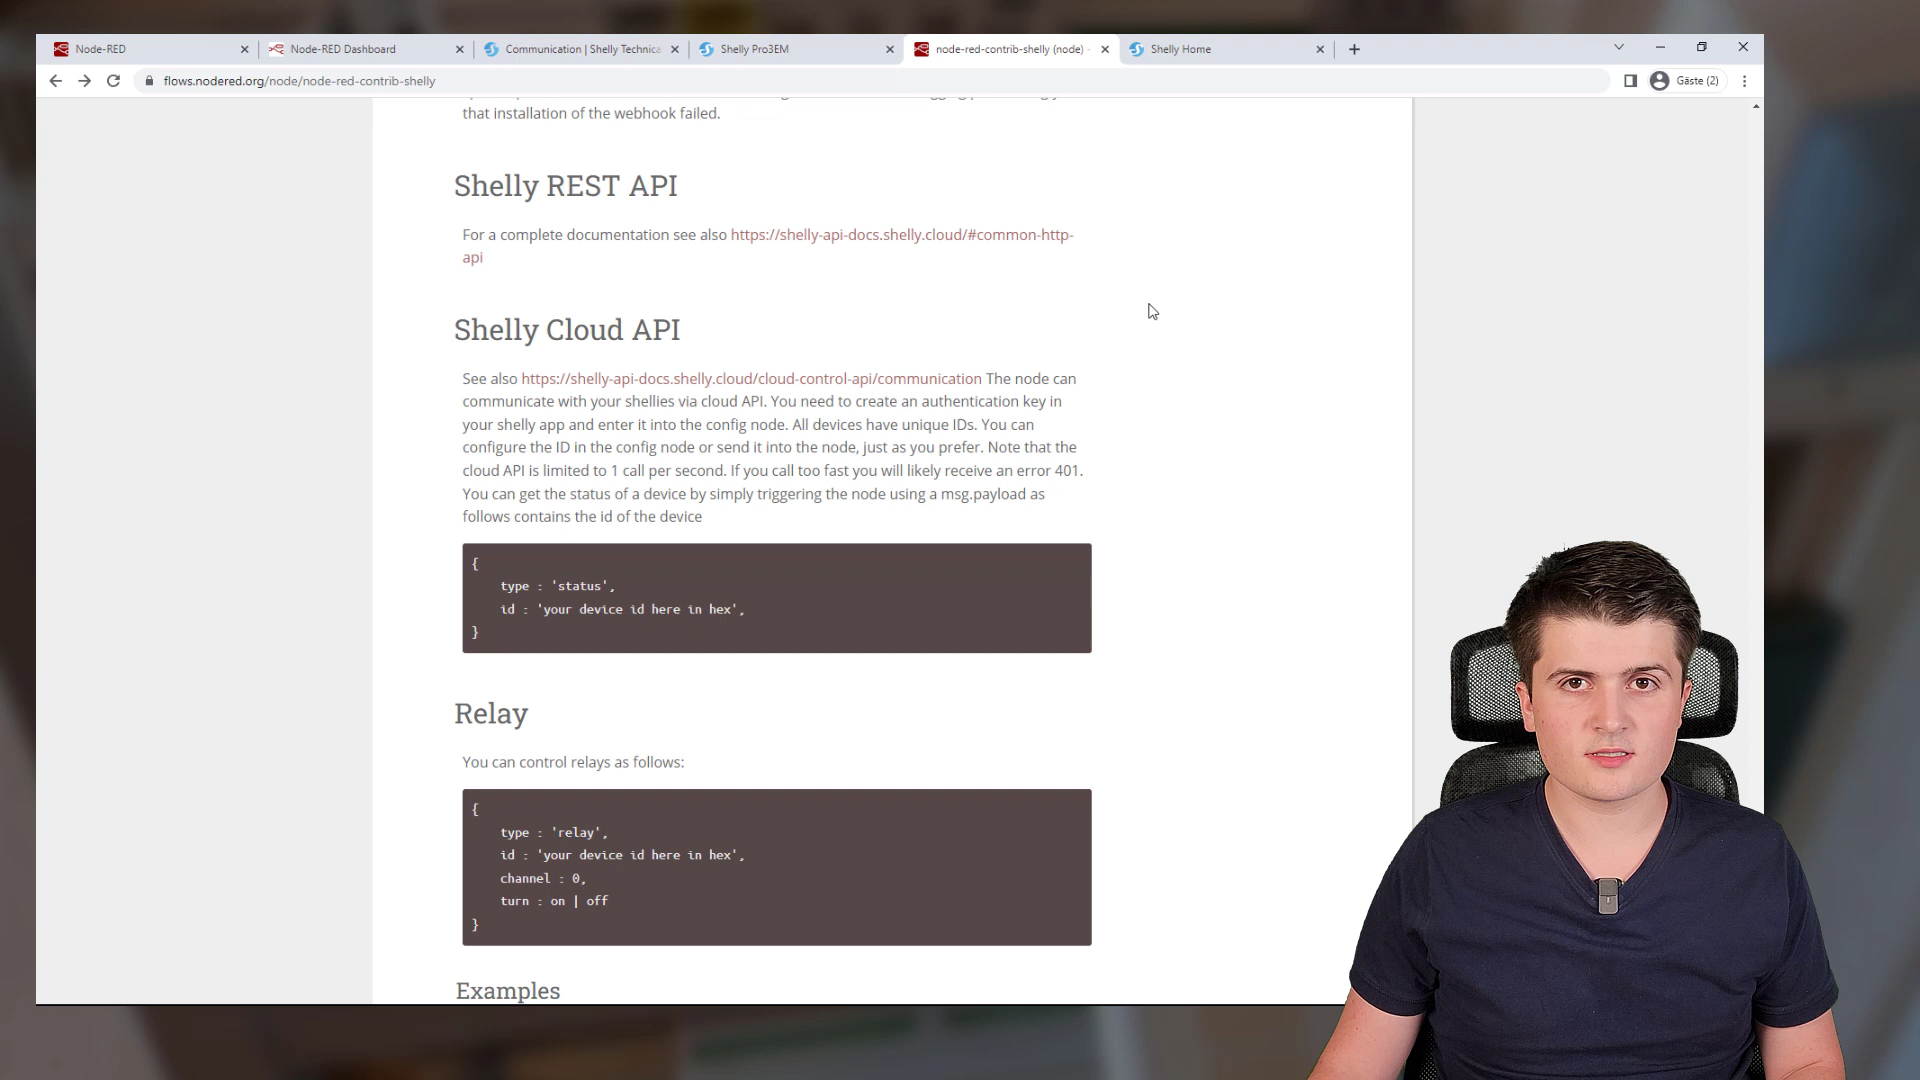 Node-RED
Node-RED Dashboard
Communication | Shelly Technica
Shelly Pro3EM
node-red-contrib-shelly (node) -
Shelly Home
flows.nodered.org/node/node-red-contrib-shelly
Gäste (2)
that installation of the webhook failed.
Shelly REST API
For a complete documentation see also https://shelly-api-docs.shelly.cloud/#common-http-
api
Shelly Cloud API
See also https://shelly-api-docs.shelly.cloud/cloud-control-api/communication The node can
communicate with your shellies via cloud API. You need to create an authentication key in
your shelly app and enter it into the config node. All devices have unique IDs. You can
configure the ID in the config node or send it into the node, just as you prefer. Note that the
cloud API is limited to 1 call per second. If you call too fast you will likely receive an error 401.
You can get the status of a device by simply triggering the node using a msg.payload as
follows contains the id of the device
{
type : 'status',
id : 'your device id here in hex',
}
Relay
You can control relays as follows:
{
type : 'relay',
id : 'your device id here in hex',
channel : 0,
turn : on | off
}
Examples